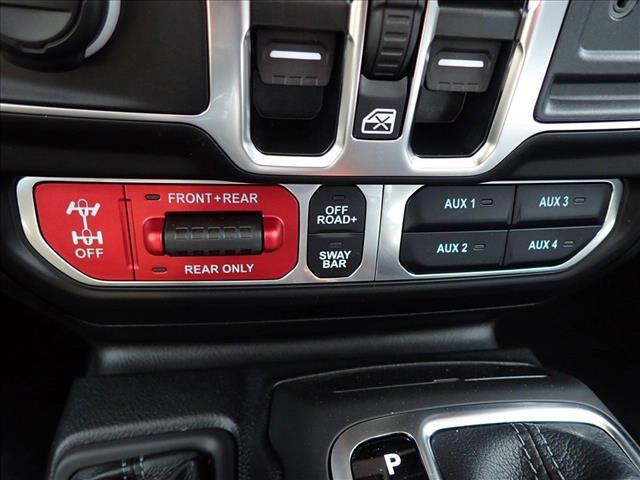 FRONT+REAR
OFF
REAR ONLY
OFF
ROAD+
SWAY
BAR
AUX 1
AUX 3
AUX 2
AUX 4
P